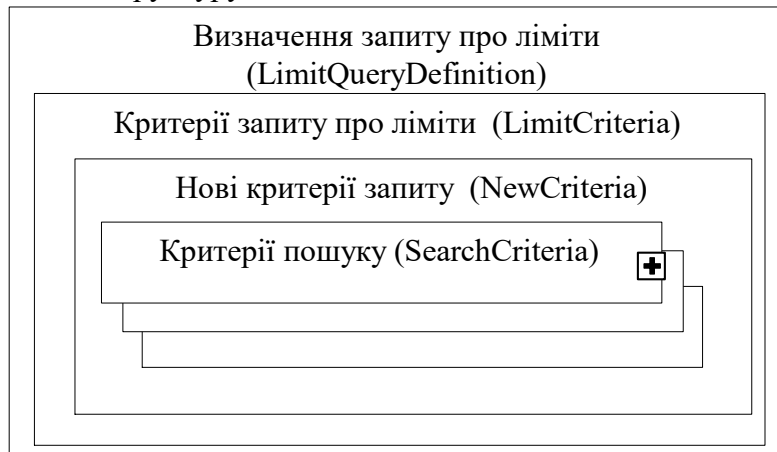 Визначення запиту про ліміти
(LimitQueryDefinition)
Критерії запиту про ліміти (LimitCriteria)
Нові критерії запиту (NewCriteria)
Критерії пошуку (SearchCriteria)